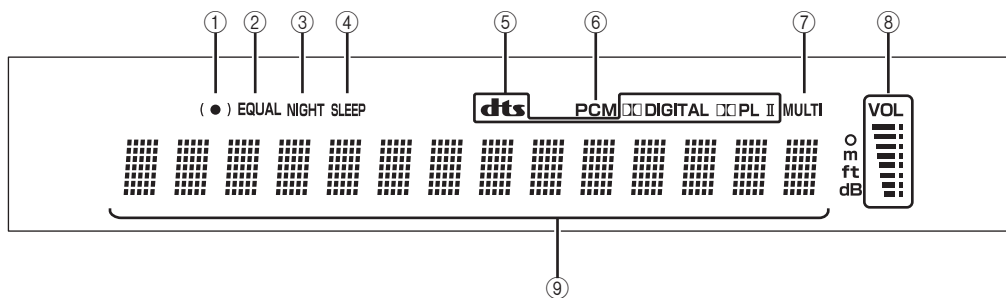 ① ② ③ ④ ⑤ ⑥ ⑦ ⑧
(●) EQUAL NIGHT SLEEP dts PCM DIGITAL PL II MULTI VOL
o
m
ft
dB
⑨